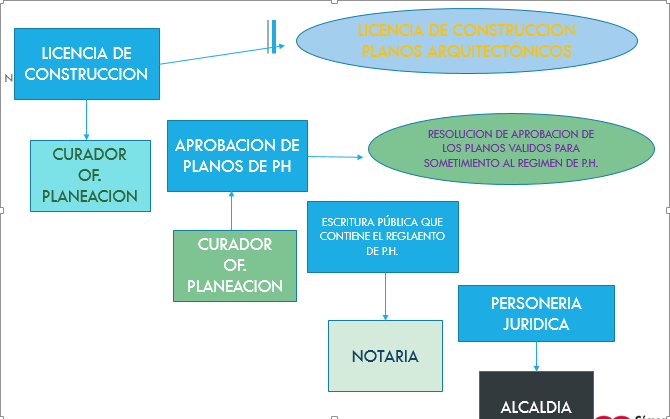 LICENCIA DE
CONSTRUCCION
LICENCIA DE CONSTRUCCIÓN
PLANOS ARQUITECTÓNICOS
N
CURADOR
OF.
PLANEACION
APROBACION DE
PLANOS DE PH
RESOLUCION DE APROBACION DE
LOS PLANOS VALIDOS PARA
SOMETIMIENTO AL REGIMEN DE P.H.
CURADOR
OF.
PLANEACION
ESCRITURA PÚBLICA QUE
CONTIENE EL REGLAENTO
DE P.H.
NOTARIA
PERSONERIA
JURIDICA
ALCALDIA